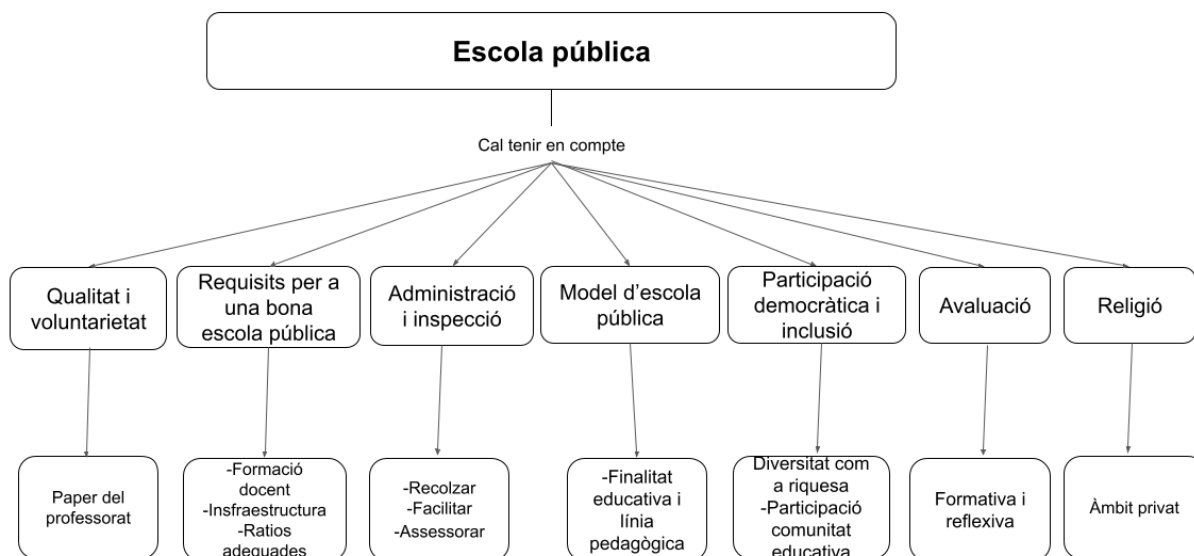 Escola pública
Cal tenir en compte
Qualitat i
voluntarietat
Requisits per a
una bona
escola pública
Administració
i inspecció
Model d’escola
pública
Participació
democràtica i
inclusió
Avaluació
Religió
Paper del
professorat
-Formació
docent
-Insfraestructura
-Ratios
adequades
-Recolzar
-Facilitar
-Assessorar
-Finalitat
educativa i
línia
pedagògica
Diversitat com
a riquesa
-Participació
comunitat
educativa
Formativa i
reflexiva
Àmbit privat